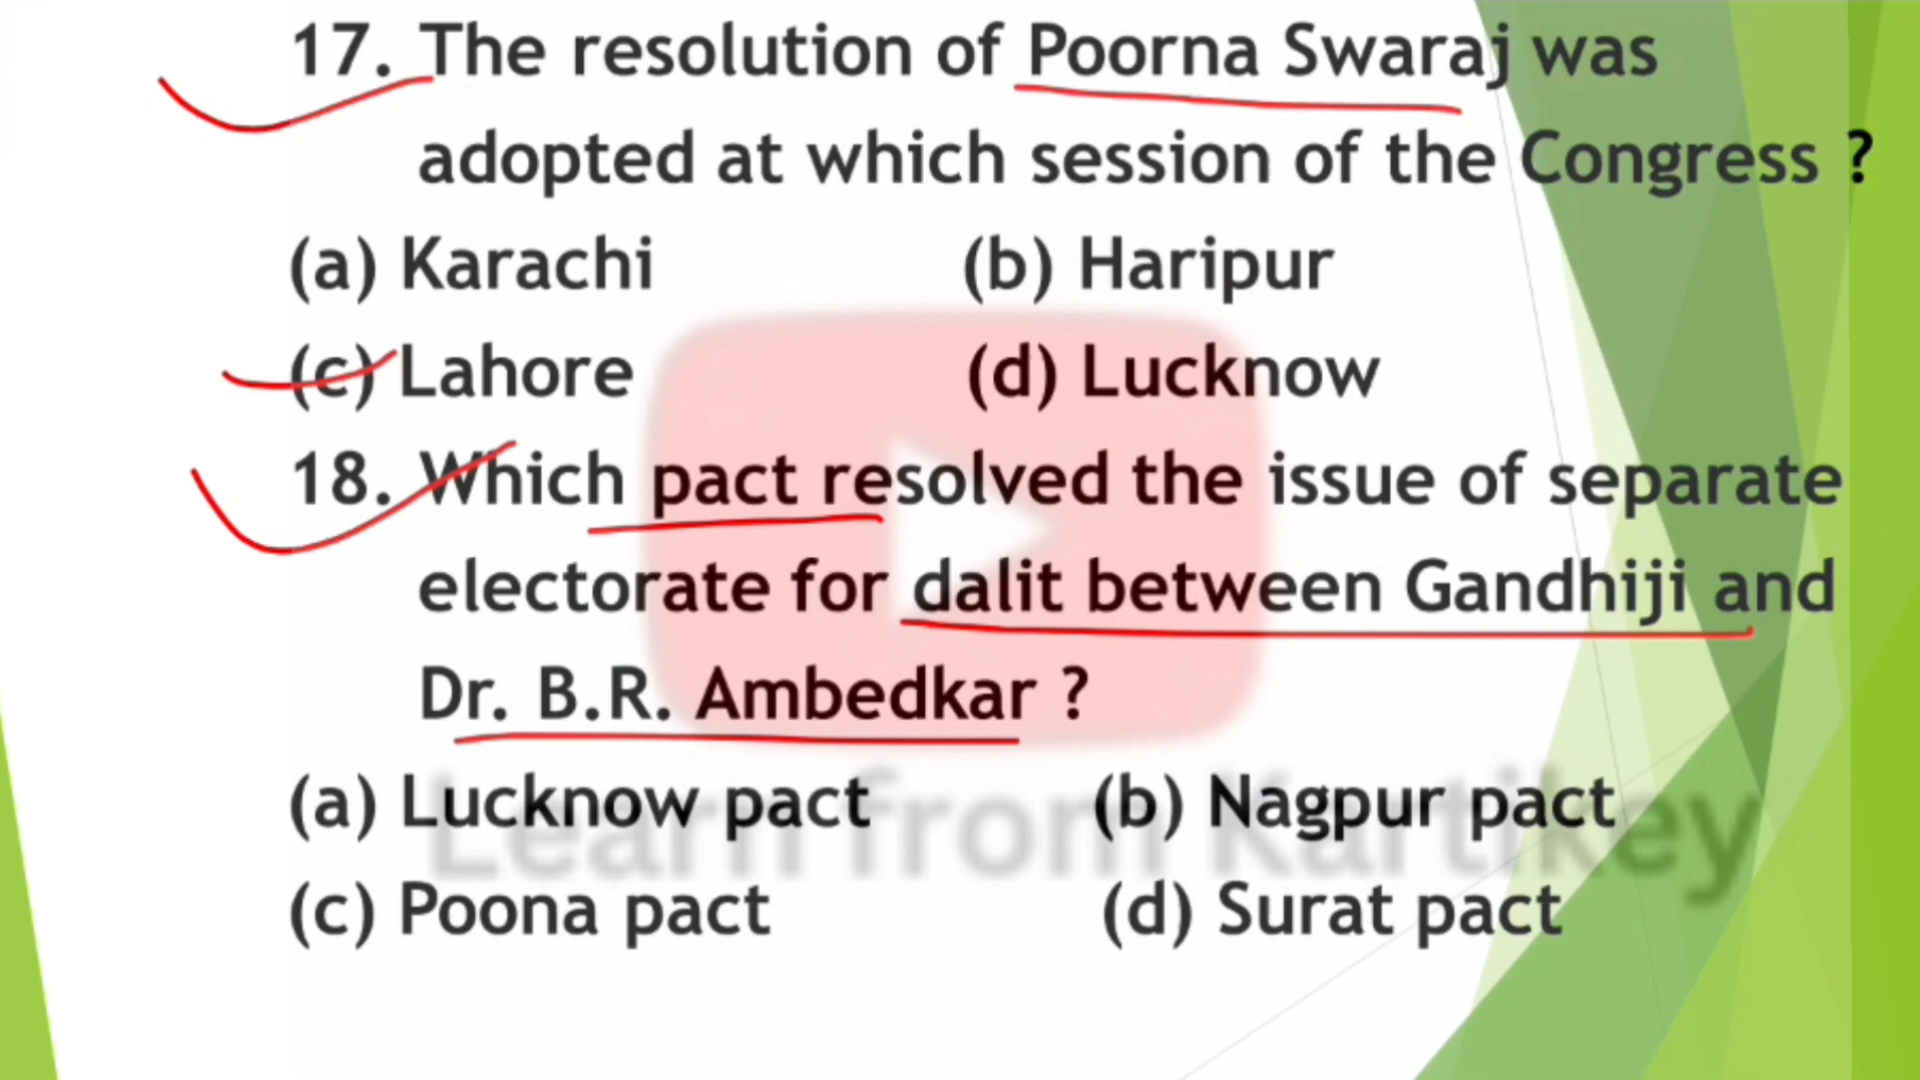 17. The resolution of Poorna Swaraj was
adopted at which session of the Congress ?
(a) Karachi (b) Haripur
(c) Lahore (d) Lucknow
18. Which pact resolved the issue of separate
electorate for dalit between Gandhiji and
Dr. B.R. Ambedkar ?
(a) Lucknow pact (b) Nagpur pact
Learn from Kartikey
(c) Poona pact (d) Surat pact